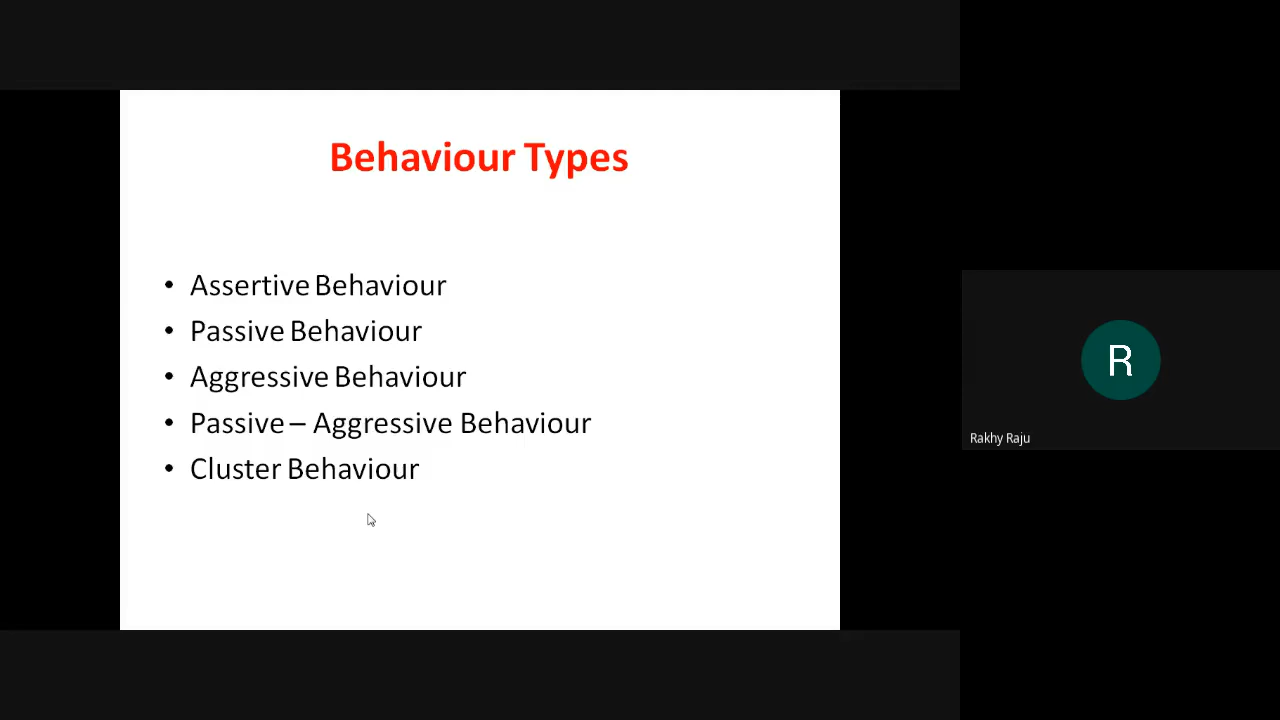 Behaviour Types
• Assertive Behaviour
• Passive Behaviour
• Aggressive Behaviour
• Passive – Aggressive Behaviour
• Cluster Behaviour
R
Rakhy Raju